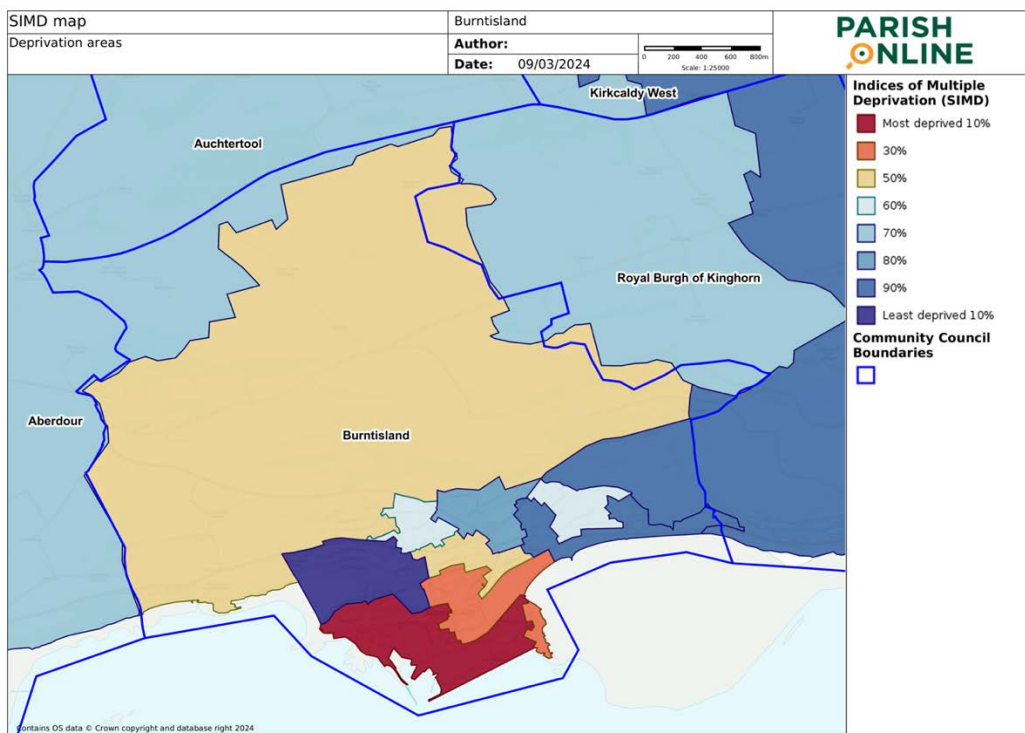 SIMD map
Deprivation areas
Burntisland
Author:
Date: 09/03/2024
0 200 400 600 800m
Scale: 1:25000
PARISH
ONLINE
Kirkcaldy West
Auchtertool
Royal Burgh of Kinghorn
Aberdour
Burntisland
Contains OS data © Crown copyright and database right 2024
Indices of Multiple
Deprivation (SIMD)
Most deprived 10%
30%
50%
60%
70%
80%
90%
Least deprived 10%
Community Council
Boundaries